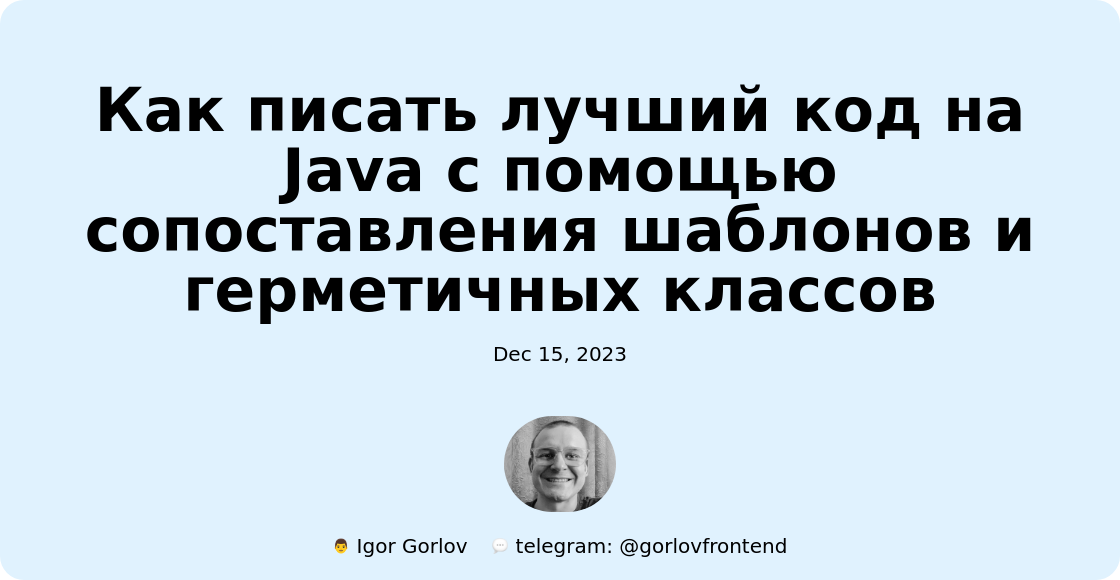 Как писать лучший код на
Java с помощью
сопоставления шаблонов и
герметичных классов
Dec 15, 2023
👨 Igor Gorlov 💬 telegram: @gorlovfrontend